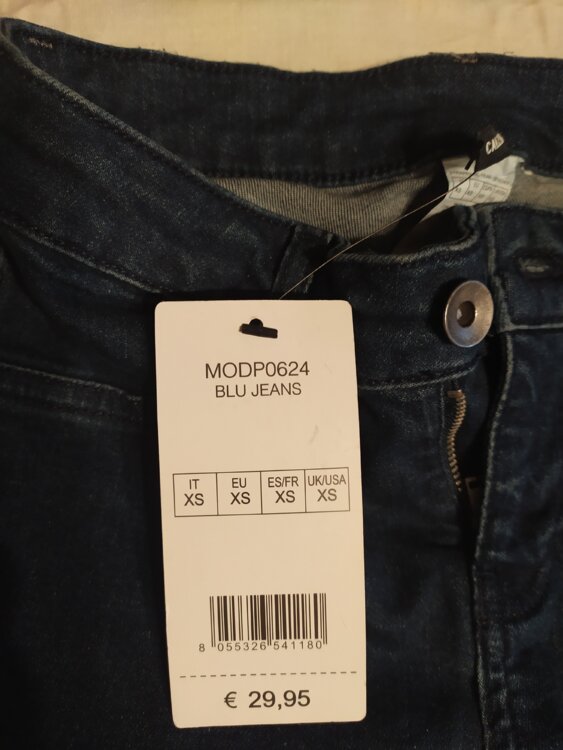 MODP0624
BLU JEANS
IT EU ES/FR UK/USA
XS XS XS XS
8 055326 541180
€ 29,95